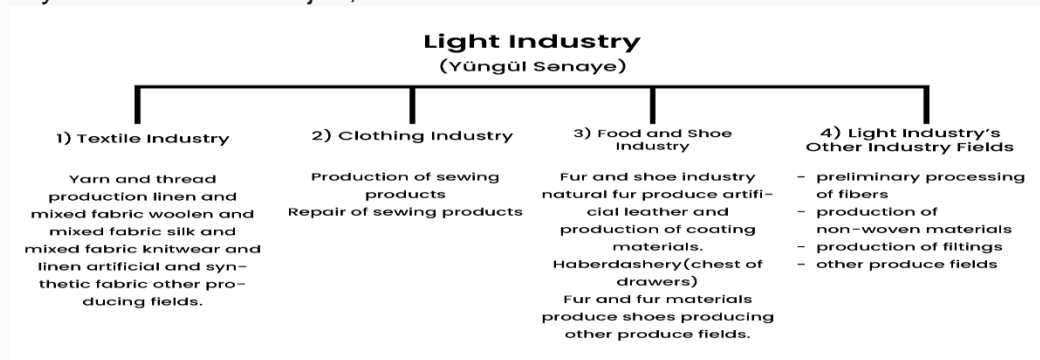 Light Industry
(Yüngül Sənaye)
1) Textile Industry
Yarn and thread
production linen and
mixed fabric woolen and
mixed fabric silk and
mixed fabric knitwear and
linen artificial and syn-
thetic fabric other pro-
ducing fields.
2) Clothing Industry
Production of sewing
products
Repair of sewing products
3) Food and Shoe
Industry
Fur and shoe industry
natural fur produce artifi-
cial leather and
production of coating
materials.
Haberdashery(chest of
drawers)
Fur and fur materials
produce shoes producing
other produce fields.
4) Light Industry's
Other Industry Fields
- preliminary processing
of fibers
- production of
non-woven materials
- production of filtings
- other produce fields